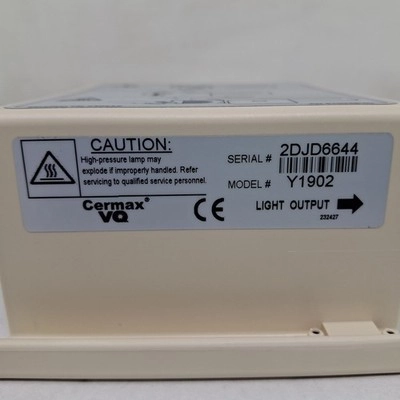 CAUTION:
High-pressure lamp may
explode if improperly handled. Refer
servicing to qualified service personnel.
Cermax®
VQ
CE
SERIAL # 2DJD6644
MODEL # Y1902
LIGHT OUTPUT
232427